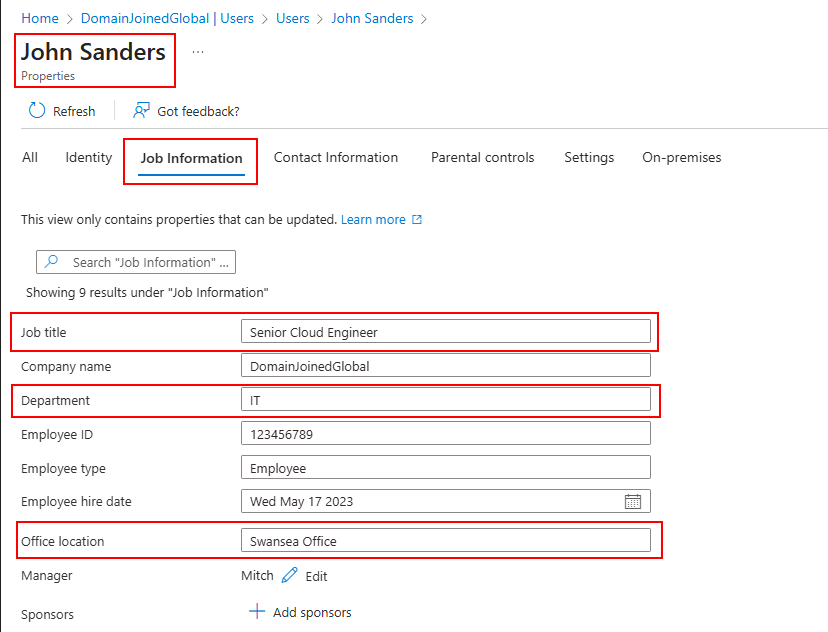 Home > DomainJoinedGlobal | Users > Users > John Sanders >
John Sanders ...
Properties
Refresh Got feedback?
All Identity Job Information Contact Information Parental controls Settings On-premises
This view only contains properties that can be updated. Learn more
Search "Job Information" ...
Showing 9 results under "Job Information"
Job title Senior Cloud Engineer
Company name DomainJoinedGlobal
Department IT
Employee ID 123456789
Employee type Employee
Employee hire date Wed May 17 2023
Office location Swansea Office
Manager Mitch Edit
Sponsors Add sponsors